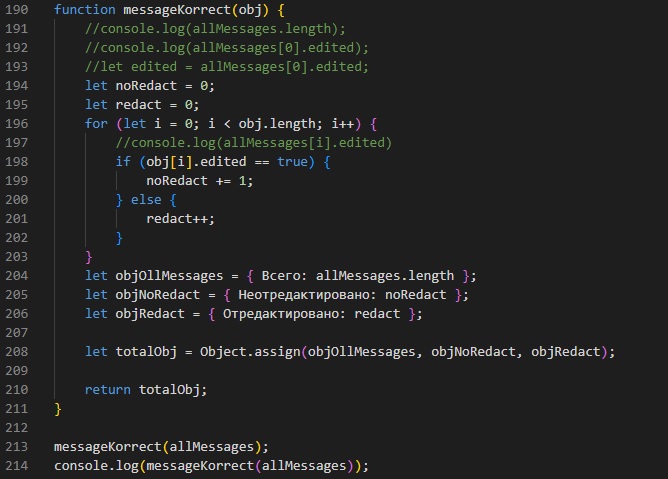 190 function messageKorrect(obj) {
191 //console.log(allMessages.length);
192 //console.log(allMessages[0].edited);
193 //let edited = allMessages[0].edited;
194 let noRedact = 0;
195 let redact = 0;
196 for (let i = 0; i < obj.length; i++) {
197 //console.log(allMessages[i].edited)
198 if (obj[i].edited == true) {
199 noRedact += 1;
200 } else {
201 redact++;
202 }
203 }
204 let objOllMessages = { Всего: allMessages.length };
205 let objNoRedact = { Неотредактировано: noRedact };
206 let objRedact = { Отредактировано: redact };
207
208 let totalObj = Object.assign(objOllMessages, objNoRedact, objRedact);
209
210 return totalObj;
211 }
212
213 messageKorrect(allMessages);
214 console.log(messageKorrect(allMessages));